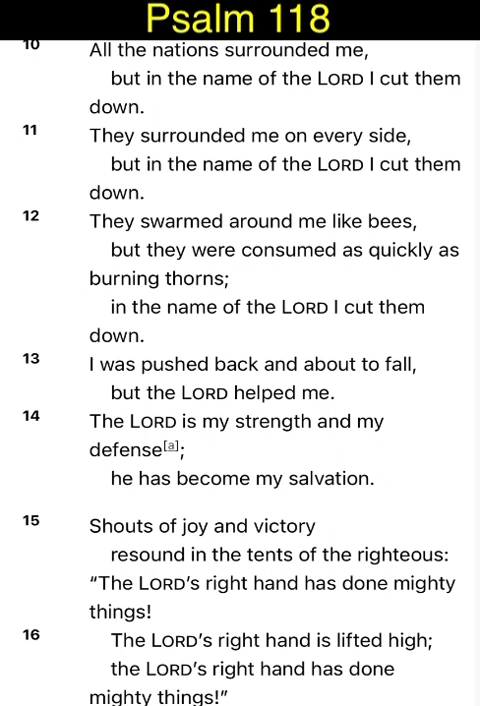 Psalm 118
10 All the nations surrounded me,
but in the name of the LORD I cut them
down.
11 They surrounded me on every side,
but in the name of the LORD I cut them
down.
12 They swarmed around me like bees,
but they were consumed as quickly as
burning thorns;
in the name of the LORD I cut them
down.
13 I was pushed back and about to fall,
but the LORD helped me.
14 The LORD is my strength and my
defense[a];
he has become my salvation.
15 Shouts of joy and victory
resound in the tents of the righteous:
“The LORD’s right hand has done mighty
things!
16 The LORD’s right hand is lifted high;
the LORD’s right hand has done
mighty things!”